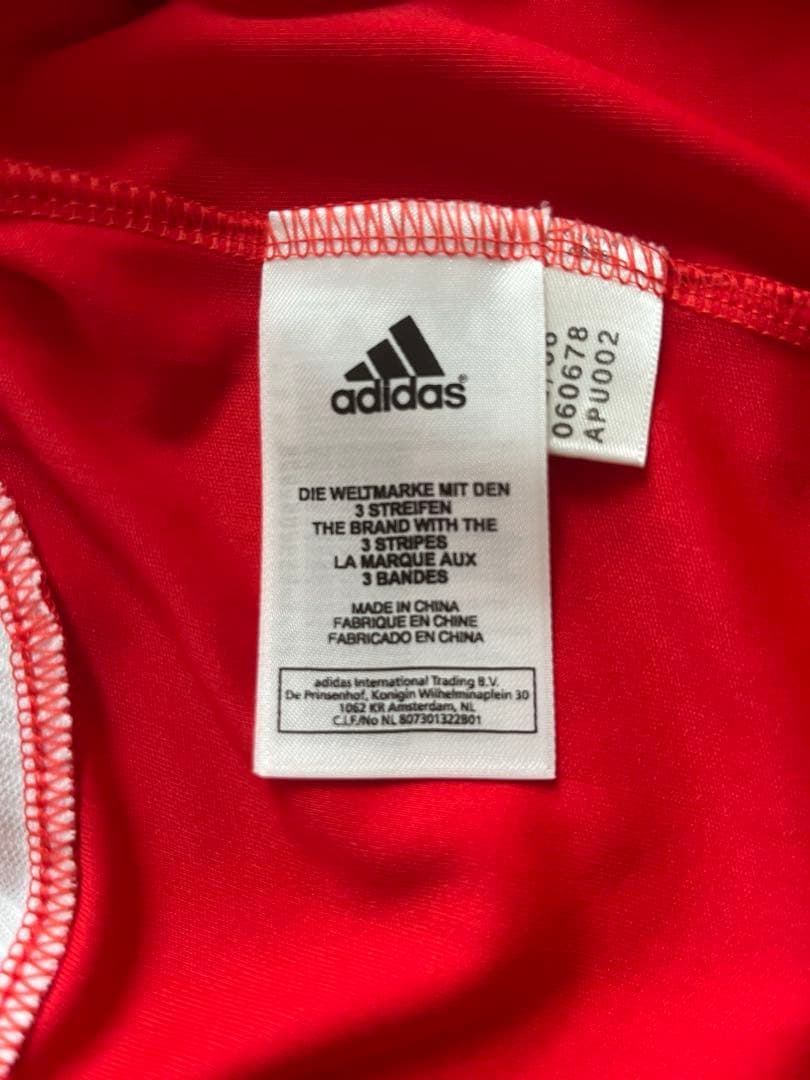 adidas®
DIE WELTMARKE MIT DEN
3 STREIFEN
THE BRAND WITH THE
3 STRIPES
LA MARQUE AUX
3 BANDES
MADE IN CHINA
FABRIQUE EN CHINE
FABRICADO EN CHINA
adidas International Trading B.V.
De Prinsenhof, Konigin Wilhelminaplein 30
1062 KR Amsterdam, NL
C.I.F./No NL 807301322B01
060678
APU002